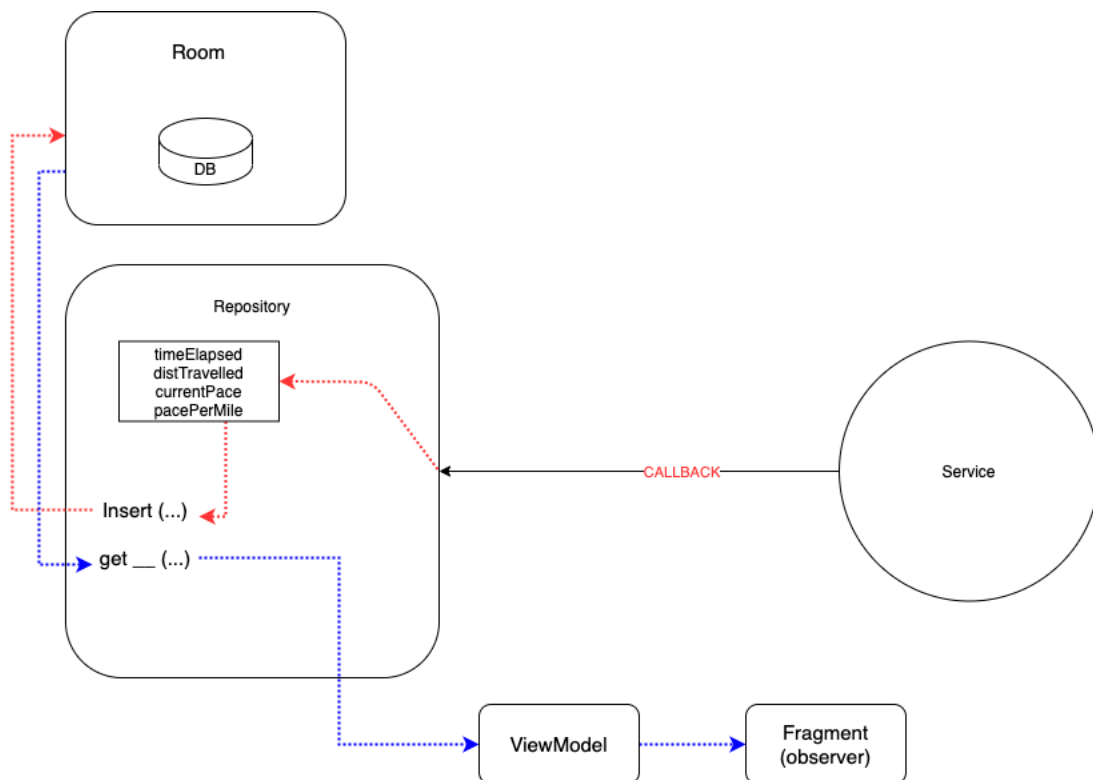 Room
DB
Repository
timeElapsed
distTravelled
currentPace
pacePerMile
CALLBACK
Service
Insert (...)
get __ (...)
ViewModel
Fragment
(observer)